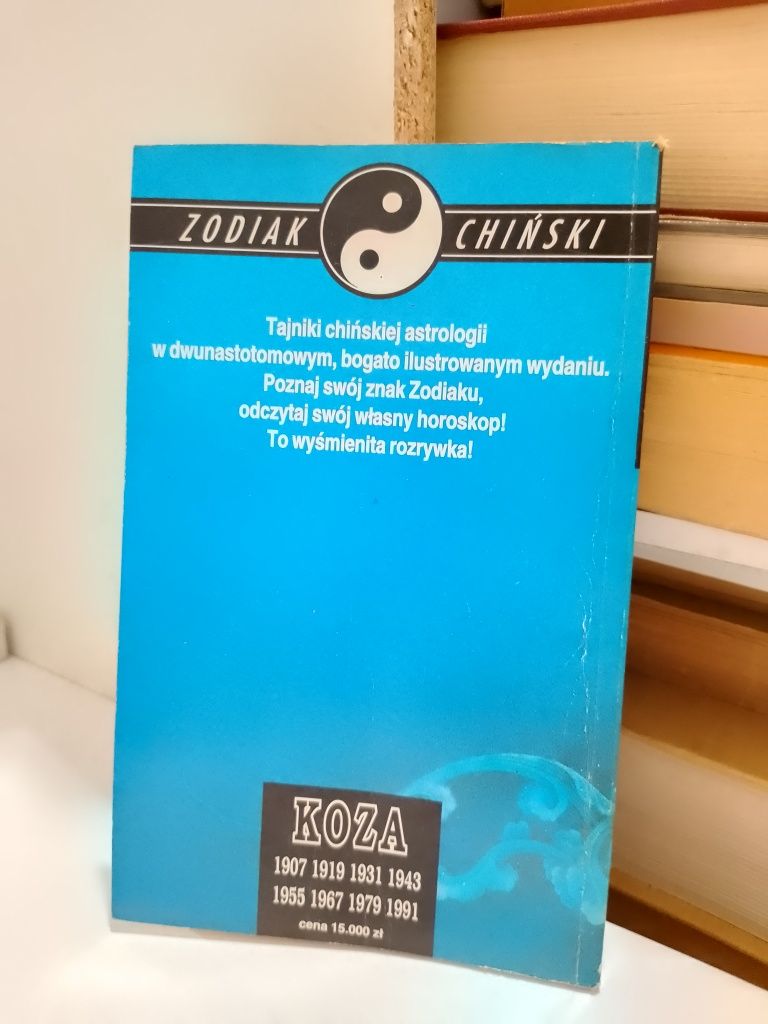 ZODIAK CHIŃSKI
Tajniki chińskiej astrologii
w dwunastotomowym, bogato ilustrowanym wydaniu.
Poznaj swój znak Zodiaku,
odczytaj swój własny horoskop!
To wyśmienita rozrywka!
KOZA
1907 1919 1931 1943
1955 1967 1979 1991
cena 15.000 zł